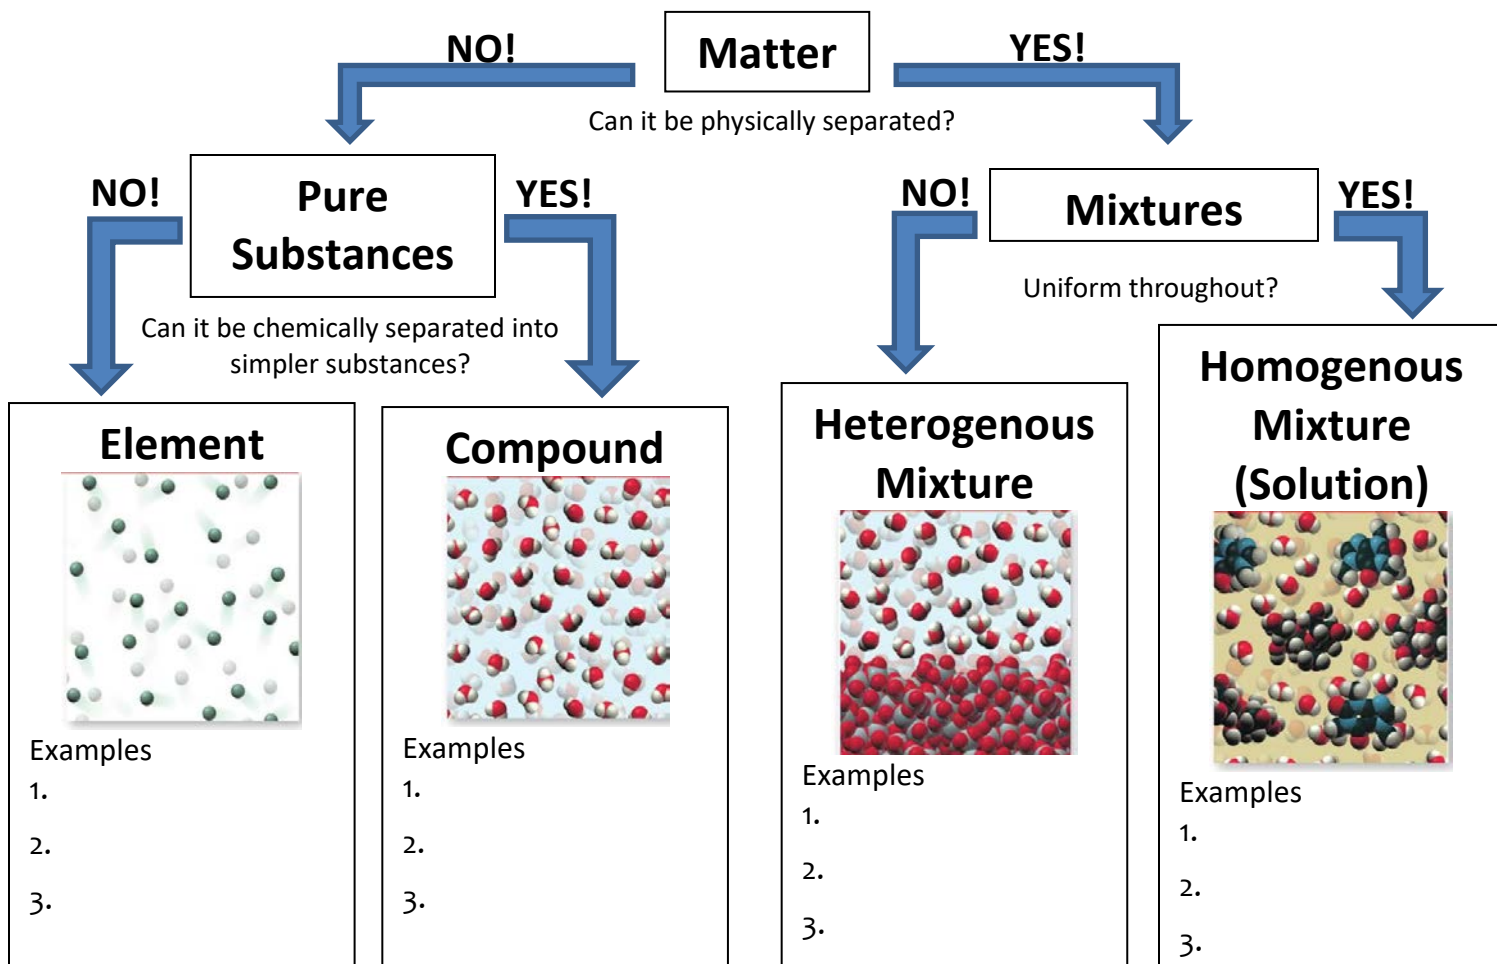 NO!
Matter
YES!
Can it be physically separated?
NO!
Pure
Substances
YES!
NO!
Mixtures
YES!
Can it be chemically separated into
simpler substances?
Uniform throughout?
Element
Compound
Heterogenous
Mixture
Homogenous
Mixture
(Solution)
Examples
1.
2.
3.
Examples
1.
2.
3.
Examples
1.
2.
3.
Examples
1.
2.
3.